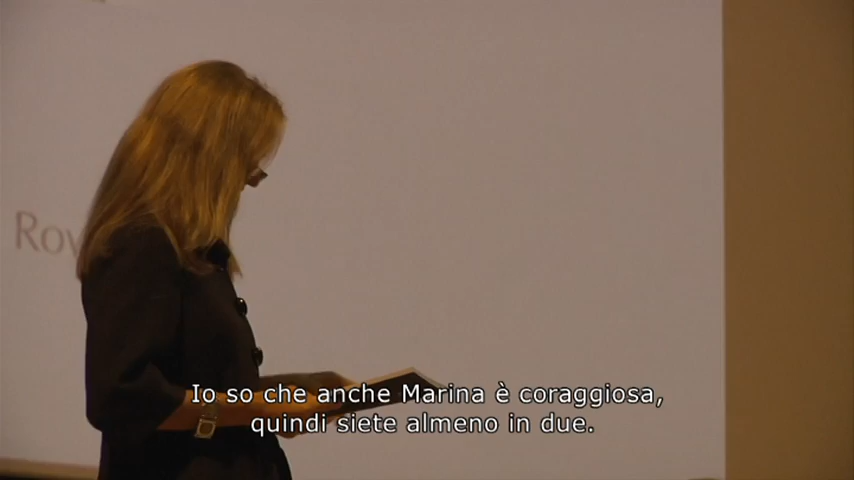 Io so che anche Marina è coraggiosa,
quindi siete almeno in due.